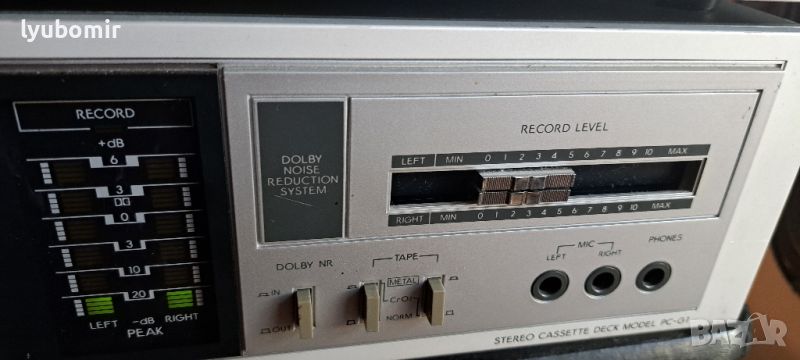 lyubomir
RECORD
+dB
6
3
0
3
10
20
LEFT -dB RIGHT
PEAK
DOLBY
NOISE
REDUCTION
SYSTEM
RECORD LEVEL
LEFT MIN 0 1 2 3 4 5 6 7 8 9 10 MAX
RIGHT MIN 0 1 2 3 4 5 6 7 8 9 10 MAX
DOLBY NR
IN
OUT
TAPE
METAL
CrO2
NORM
MIC
LEFT RIGHT
PHONES
STEREO CASSETTE DECK MODEL
BAZAR